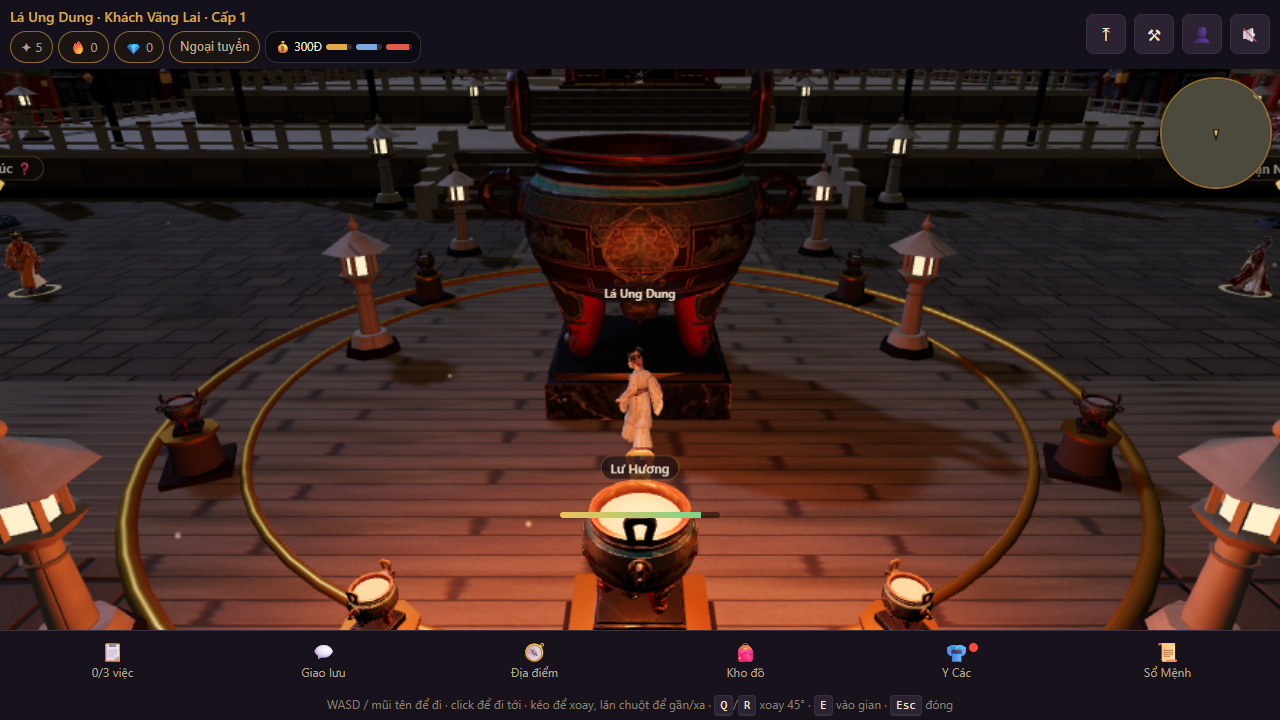 Lá Ung Dung · Khách Vãng Lai · Cấp 1
5
0
0
Ngoại tuyến
300Đ
úc ?
Lá Ung Dung
Lư Hương
0/3 việc
Giao lưu
Địa điểm
Kho đồ
Y Các
Sổ Mệnh
WASD / mũi tên để đi · click để đi tới · kéo để xoay, lăn chuột để gần/xa · Q / R xoay 45° · E vào gian · Esc đóng